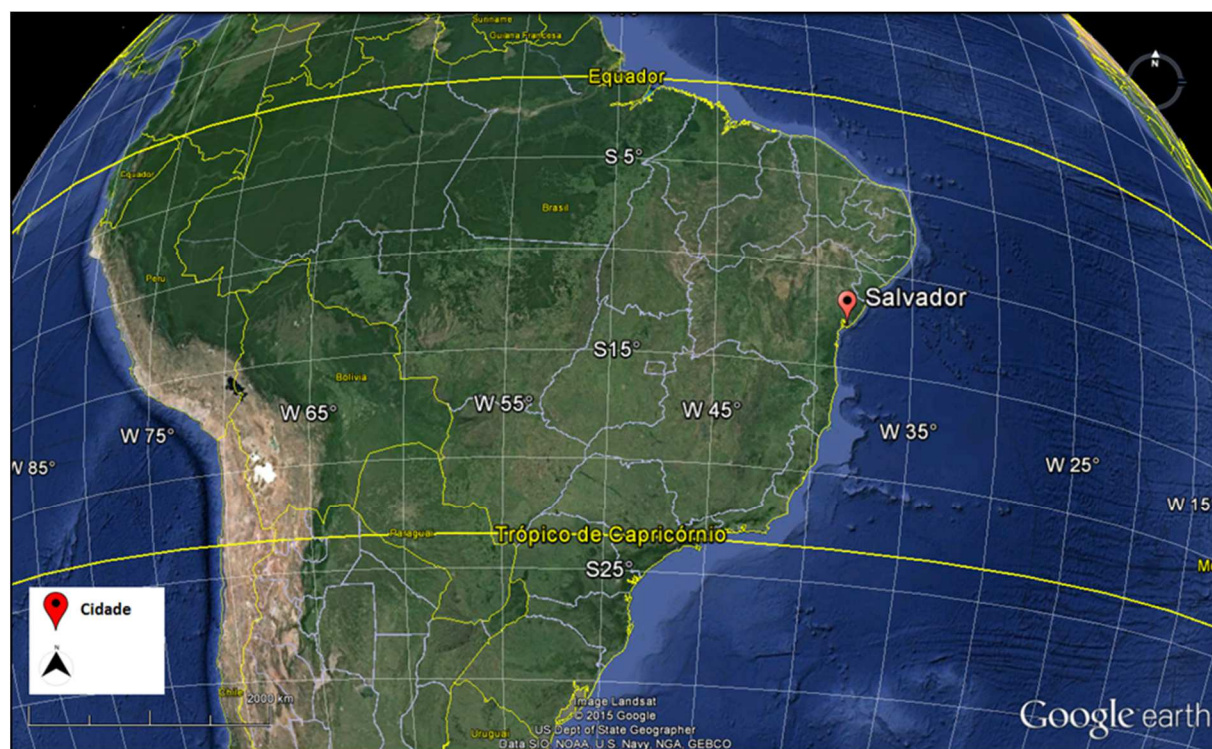 Suriname
Guiana Francesa
Equador
N
S 5°
Equador
Brasil
Peru
Salvador
S15°
Bolívia
W 65°
W 55°
W 45°
W 75°
W 35°
W 85°
W 25°
W 15
Trópico de Capricórnio
Paraguai
S25°
Cidade
N
Chile
2000 km
Uruguai
Image Landsat
© 2015 Google
US Dept of State Geographer
Data SIO, NOAA, U.S. Navy, NGA, GEBCO
Google earth